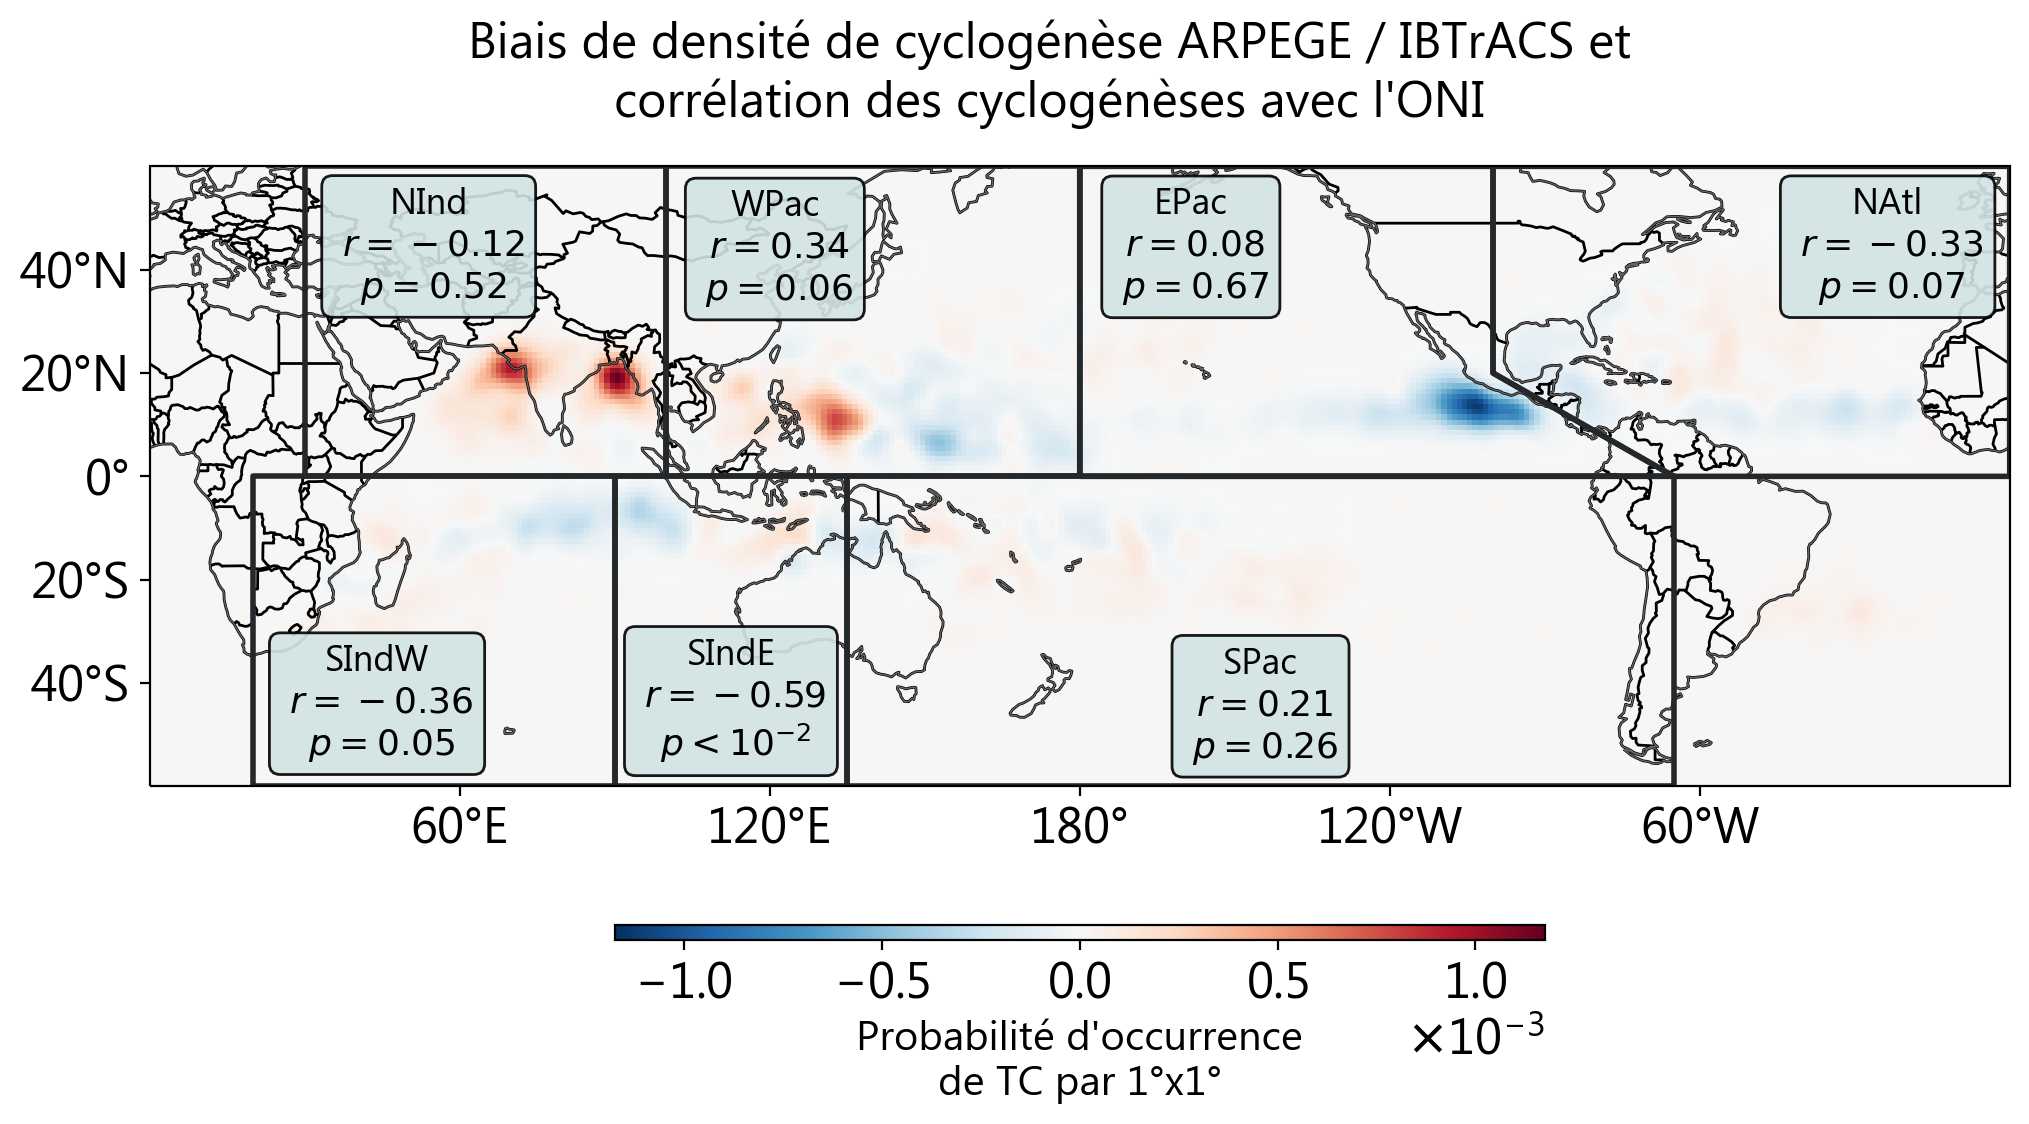 Biais de densité de cyclogénèse ARPEGE / IBTrACS et
corrélation des cyclogénèses avec l'ONI
NInd
r = −0.12
p = 0.52
WPac
r = 0.34
p = 0.06
EPac
r = 0.08
p = 0.67
NAtl
r = −0.33
p = 0.07
40°N
20°N
0°
20°S
40°S
SIndW
r = −0.36
p = 0.05
SIndE
r = −0.59
p < 10⁻²
SPac
r = 0.21
p = 0.26
60°E 120°E 180° 120°W 60°W
−1.0 −0.5 0.0 0.5 1.0
×10⁻³
Probabilité d'occurrence
de TC par 1°x1°